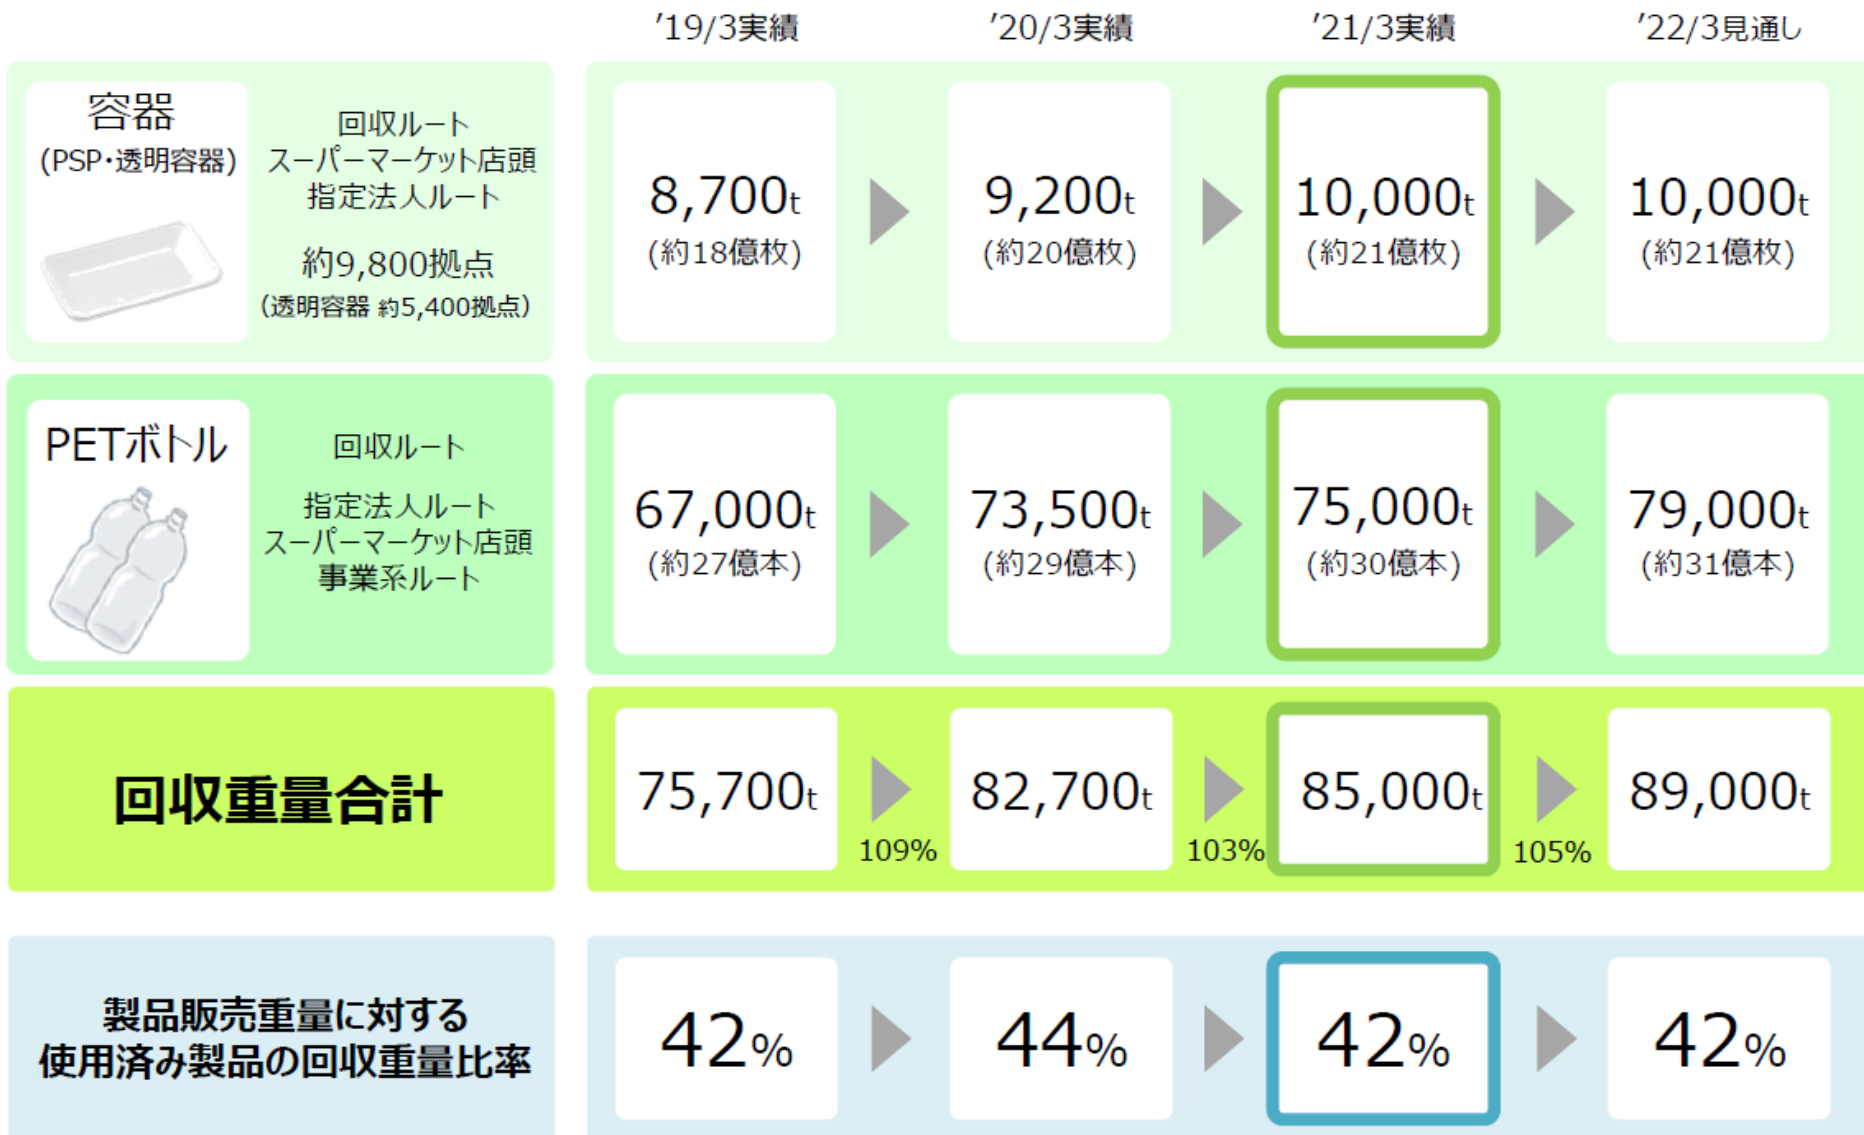 '19/3実績
'20/3実績
'21/3実績
'22/3見通し
容器
(PSP・透明容器)
回収ルート
スーパーマーケット店頭
指定法人ルート
約9,800拠点
(透明容器 約5,400拠点)
8,700t
(約18億枚)
9,200t
(約20億枚)
10,000t
(約21億枚)
10,000t
(約21億枚)
PETボトル
回収ルート
指定法人ルート
スーパーマーケット店頭
事業系ルート
67,000t
(約27億本)
73,500t
(約29億本)
75,000t
(約30億本)
79,000t
(約31億本)
回収重量合計
75,700t
109%
82,700t
103%
85,000t
105%
89,000t
製品販売重量に対する
使用済み製品の回収重量比率
42%
44%
42%
42%